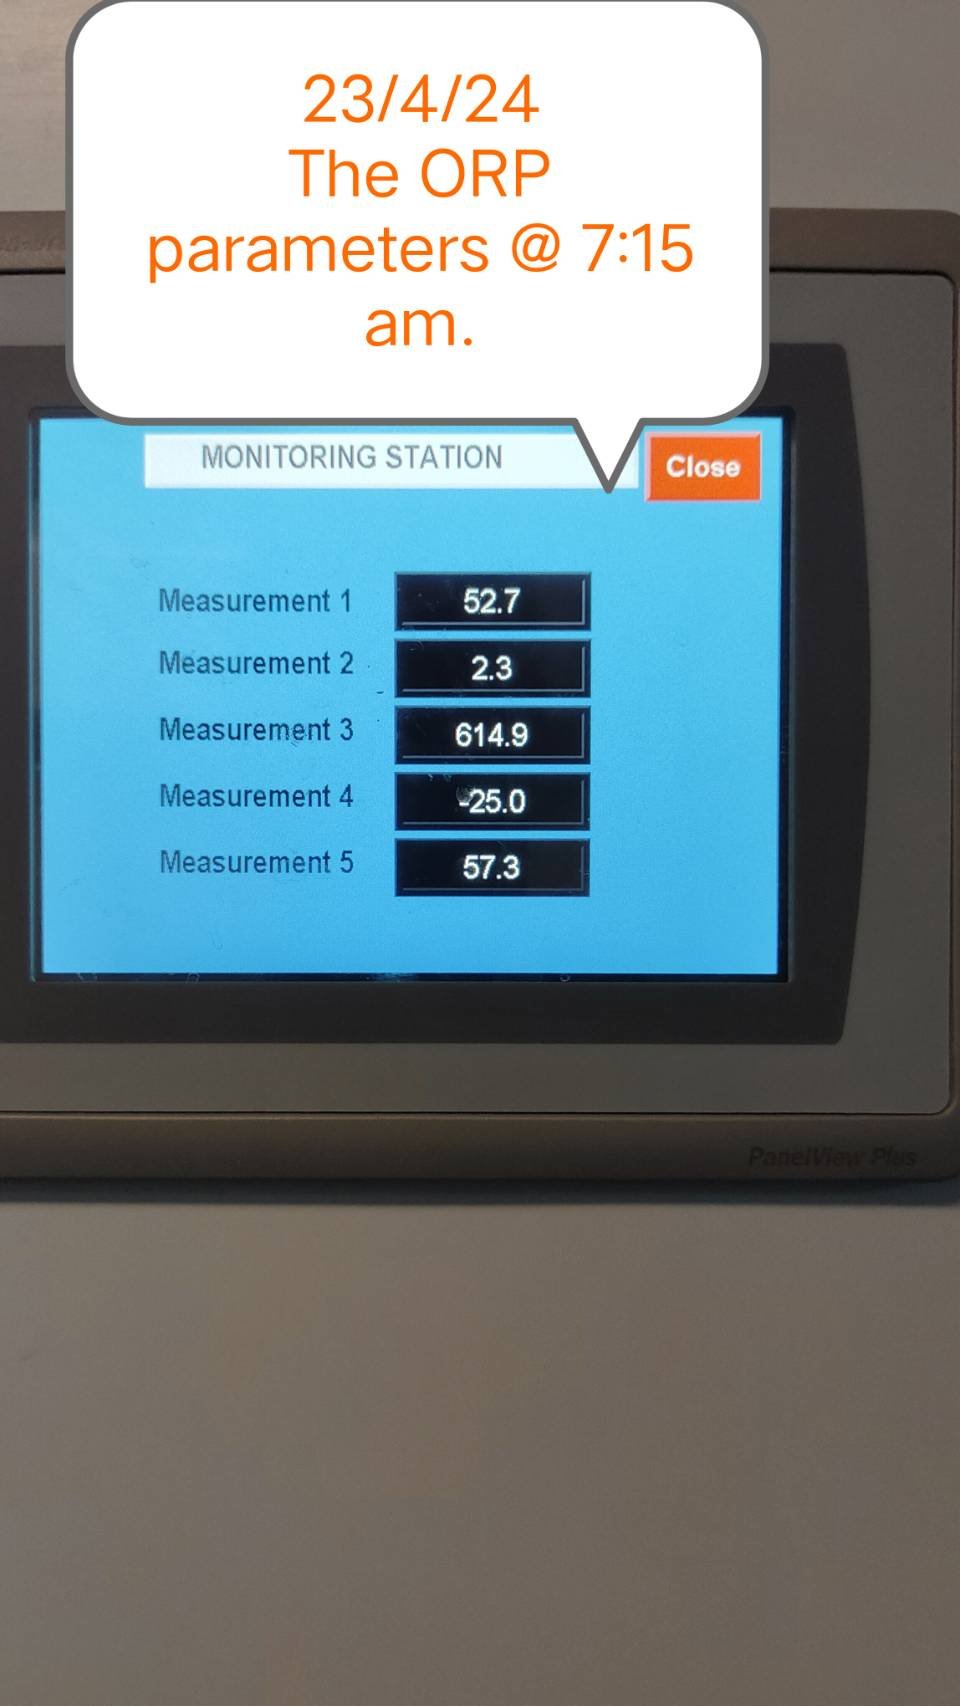 23/4/24
The ORP
parameters @ 7:15
am.
MONITORING STATION
Close
Measurement 1 52.7
Measurement 2 2.3
Measurement 3 614.9
Measurement 4 -25.0
Measurement 5 57.3
PanelView Plus